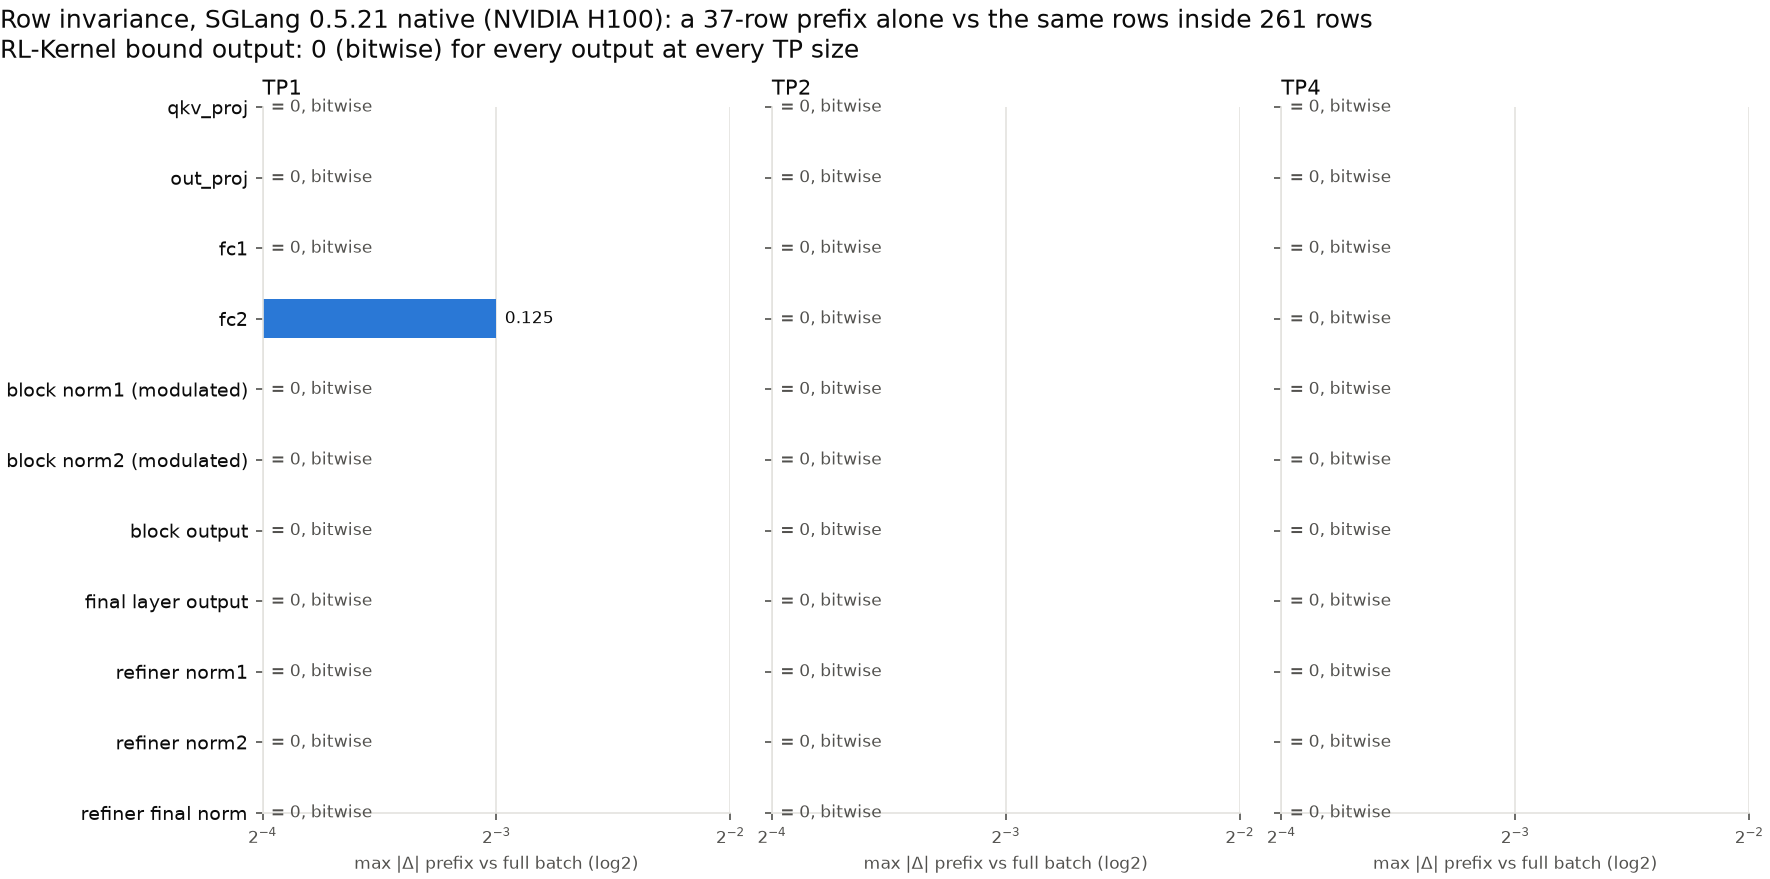 Row invariance, SGLang 0.5.21 native (NVIDIA H100): a 37-row prefix alone vs the same rows inside 261 rows
RL-Kernel bound output: 0 (bitwise) for every output at every TP size
TP1 TP2 TP4
qkv_proj = 0, bitwise = 0, bitwise = 0, bitwise
out_proj = 0, bitwise = 0, bitwise = 0, bitwise
fc1 = 0, bitwise = 0, bitwise = 0, bitwise
fc2 0.125 = 0, bitwise = 0, bitwise
block norm1 (modulated) = 0, bitwise = 0, bitwise = 0, bitwise
block norm2 (modulated) = 0, bitwise = 0, bitwise = 0, bitwise
block output = 0, bitwise = 0, bitwise = 0, bitwise
final layer output = 0, bitwise = 0, bitwise = 0, bitwise
refiner norm1 = 0, bitwise = 0, bitwise = 0, bitwise
refiner norm2 = 0, bitwise = 0, bitwise = 0, bitwise
refiner final norm = 0, bitwise = 0, bitwise = 0, bitwise
2⁻⁴ 2⁻³ 2⁻² 2⁻⁴ 2⁻³ 2⁻² 2⁻⁴ 2⁻³ 2⁻²
max |Δ| prefix vs full batch (log2) max |Δ| prefix vs full batch (log2) max |Δ| prefix vs full batch (log2)